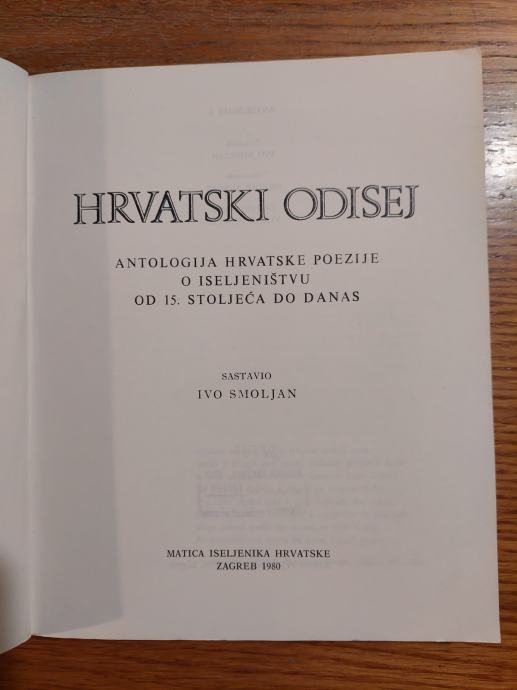 HRVATSKI ODISEJ
ANTOLOGIJA HRVATSKE POEZIJE
O ISELJENIŠTVU
OD 15. STOLJEĆA DO DANAS
SASTAVIO
IVO SMOLJAN
MATICA ISELJENIKA HRVATSKE
ZAGREB 1980